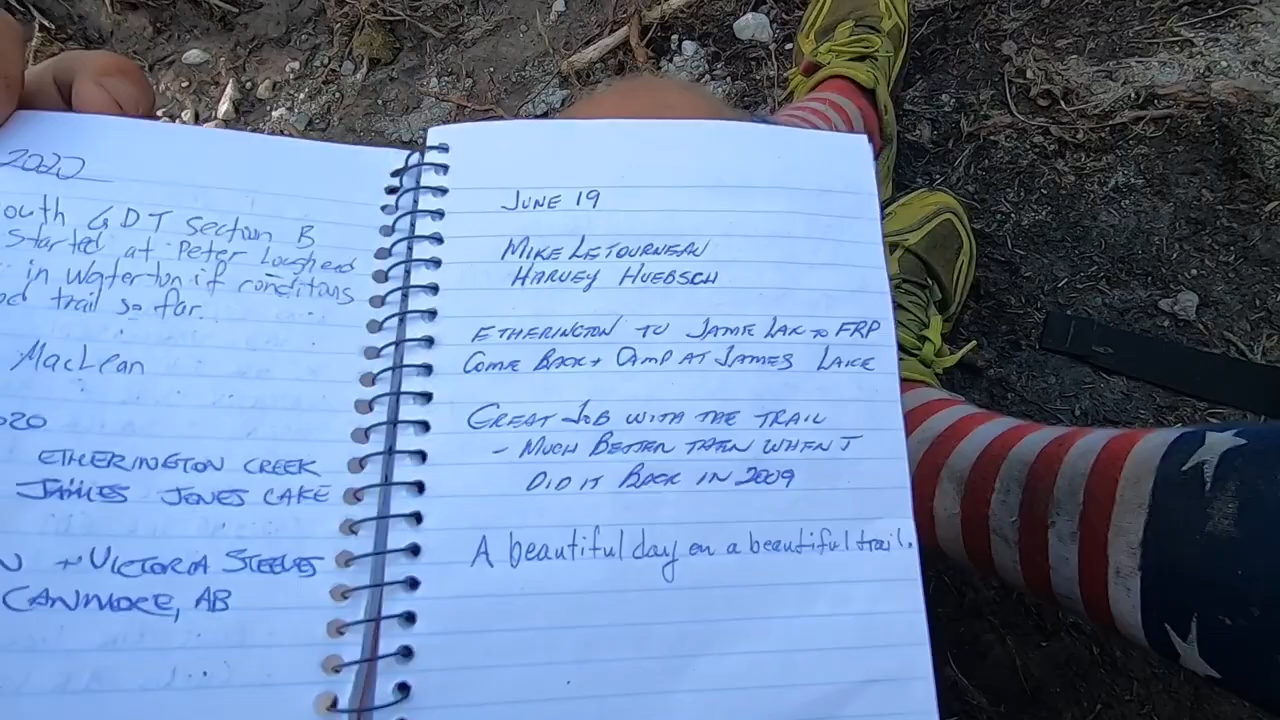 2020
outh GDT Section B
Started at Peter Lougheed
in Waterton if conditions
trail so far.
MacLean
020
ETHERINGTON CREEK
JAMES JONES LAKE
+ VICTORIA STEEVES
CANMORE, AB
JUNE 19
MIKE LETOURNEAU
HARVEY HUEBSCH
ETHERINGTON TO JAME LAK TO FRP
COME BACK + CAMP AT JAMES LAKE
GREAT JOB WITH THE TRAIL
- MUCH BETTER THEN WHEN I
DID IT BACK IN 2009
A beautiful day on a beautiful trail.